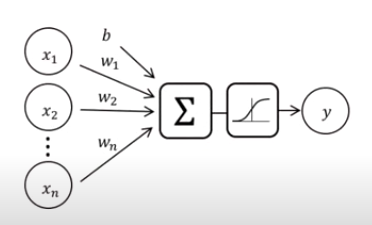 b
x₁
w₁
x₂
w₂
Σ
y
⋮
wₙ
xₙ